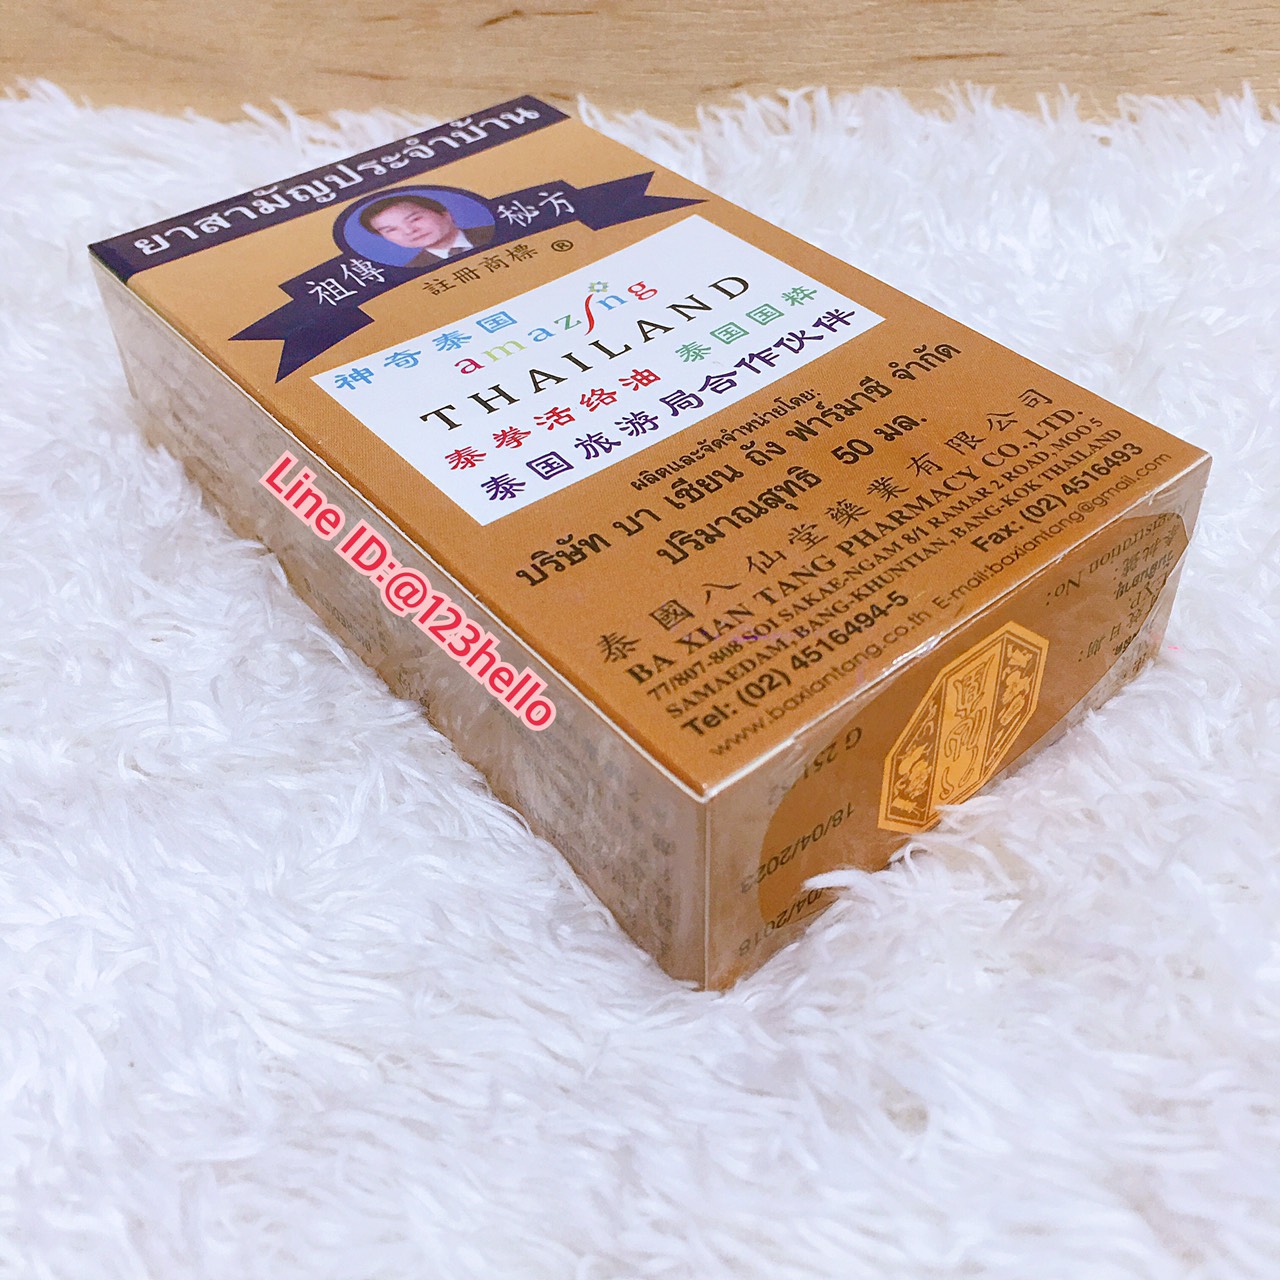 ยาสามัญประจำบ้าน
祖傳 秘方
註冊商標 ®
神奇泰国
amazing
THAILAND
泰拳活络油 泰国国粹
泰国旅游局合作伙伴
ผลิตและจัดจำหน่ายโดย:
บริษัท บา เซียน ถัง ฟาร์มาซี จำกัด
ปริมาณสุทธิ 50 มล.
泰國八仙堂藥業有限公司
BA XIAN TANG PHARMACY CO.,LTD.
77/807-808 SOI SAKAE-NGAM 8/1 RAMAR 2 ROAD, MOO.5
SAMAEDAM, BANG-KHUNTIAN, BANG-KOK THAILAND
Tel: (02) 4516494-5 Fax: (02) 4516493
www.baxiantang.co.th E-mail:baxiantang@gmail.com
Line ID:@123hello
18/04/2023
/04/2018